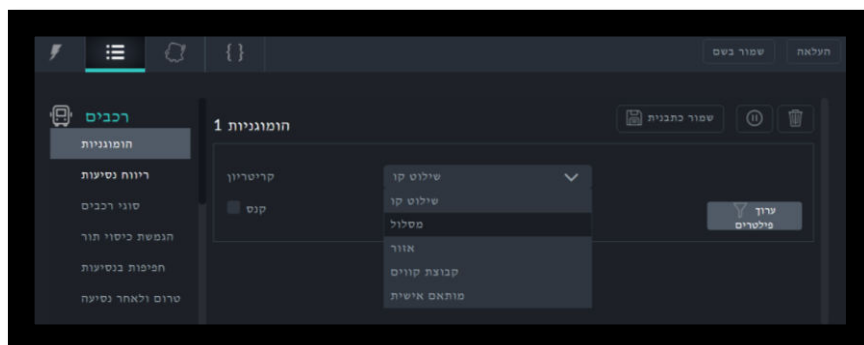 { }
שמור בשם
העלאה
רכבים
הומוגניות
ריווח נסיעות
סוגי רכבים
הגמשת כיסוי תור
חפיפות בנסיעות
טרום ולאחר נסיעה
הומוגניות 1
שמור כתבנית
קריטריון
שילוט קו
קנס
שילוט קו
מסלול
אזור
קבוצת קווים
מותאם אישית
ערוך
פילטרים